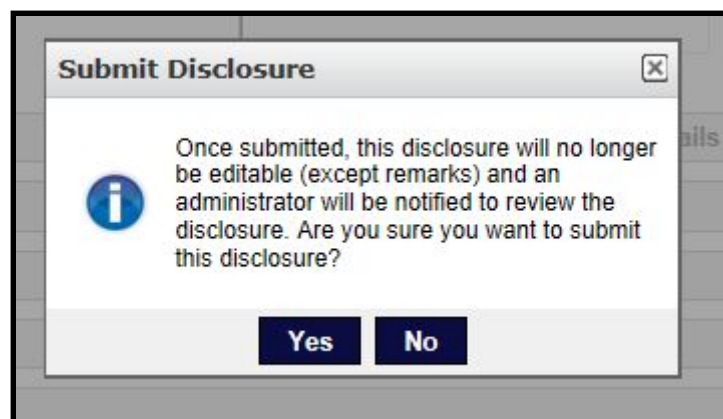 Submit Disclosure
ails
Once submitted, this disclosure will no longer
be editable (except remarks) and an
administrator will be notified to review the
disclosure. Are you sure you want to submit
this disclosure?
Yes No